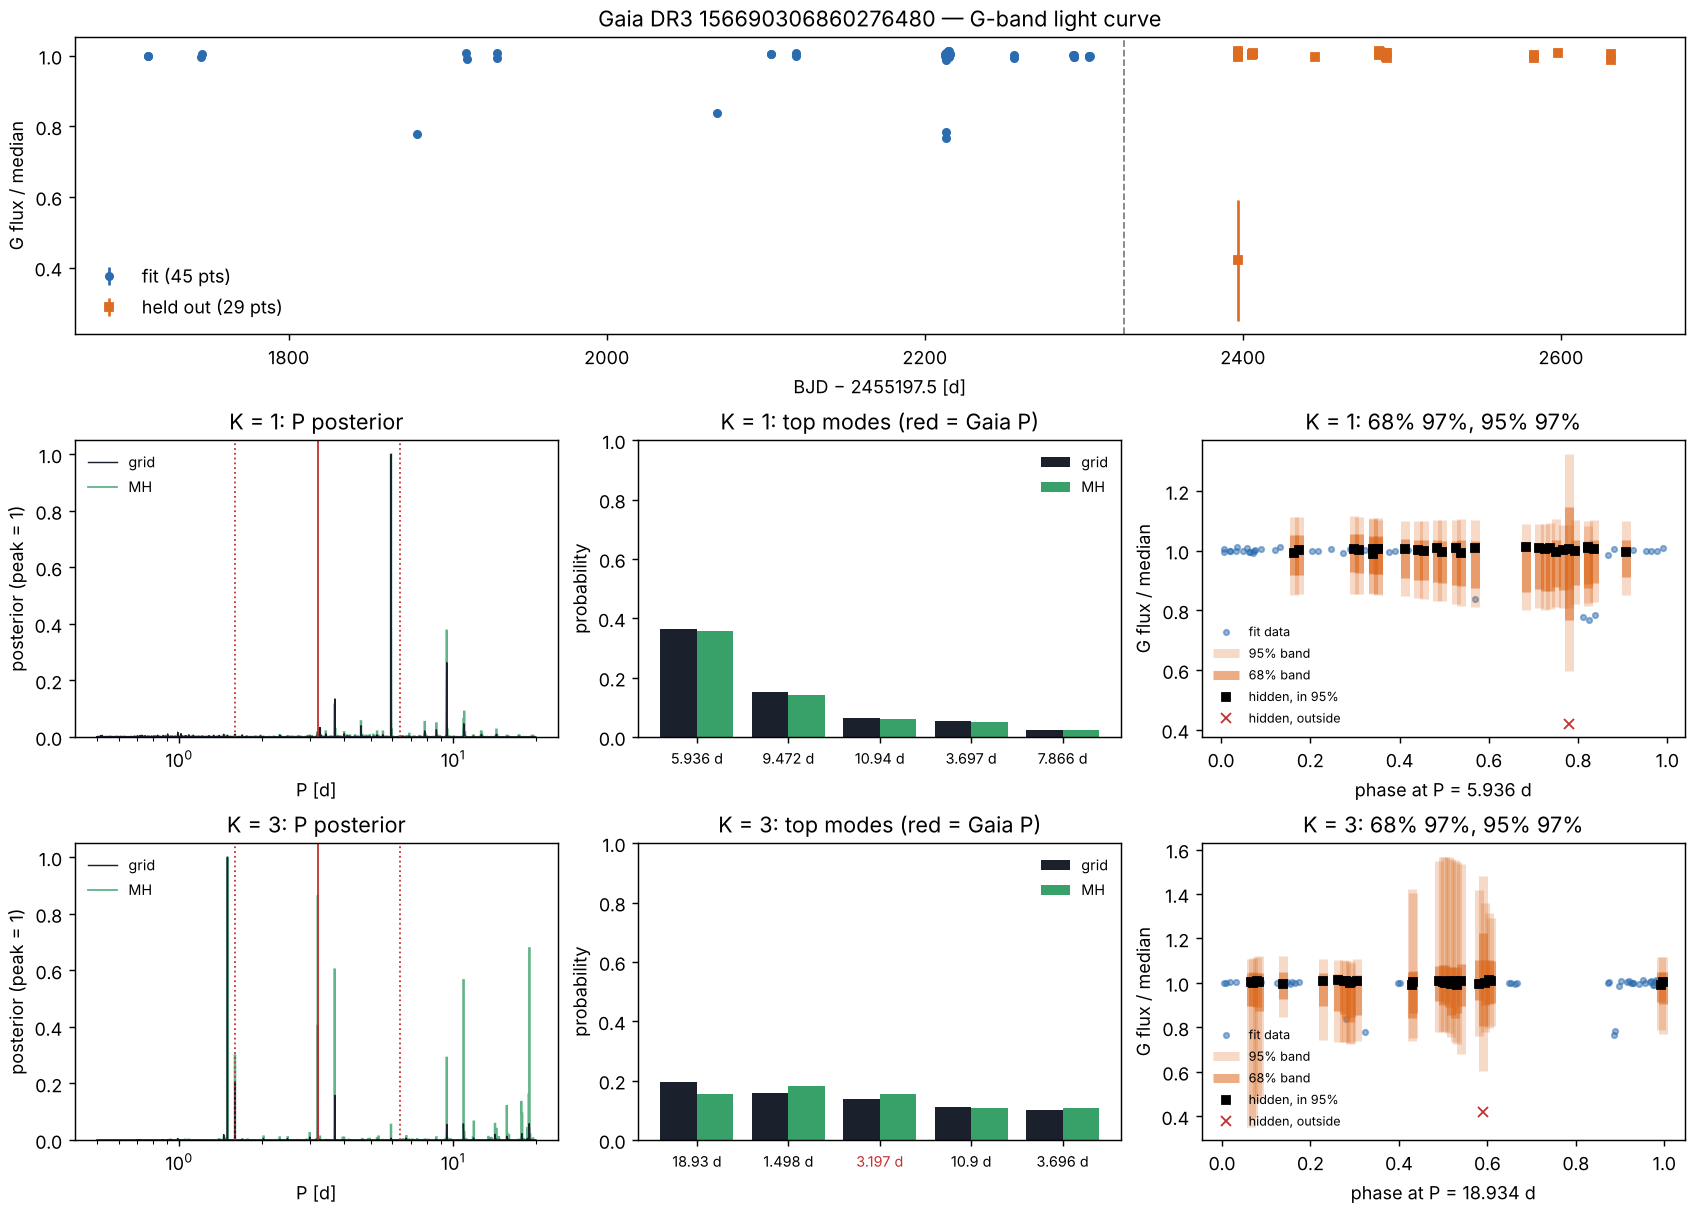 Gaia DR3 156690306860276480 — G-band light curve
G flux / median
1.0
0.8
0.6
0.4
fit (45 pts)
held out (29 pts)
1800
2000
2200
2400
2600
BJD − 2455197.5 [d]
K = 1: P posterior
posterior (peak = 1)
1.0
0.8
0.6
0.4
0.2
0.0
grid
MH
10⁰
10¹
P [d]
K = 1: top modes (red = Gaia P)
probability
1.0
0.8
0.6
0.4
0.2
0.0
grid
MH
5.936 d
9.472 d
10.94 d
3.697 d
7.866 d
K = 1: 68% 97%, 95% 97%
G flux / median
1.2
1.0
0.8
0.6
0.4
fit data
95% band
68% band
hidden, in 95%
hidden, outside
0.0
0.2
0.4
0.6
0.8
1.0
phase at P = 5.936 d
K = 3: P posterior
posterior (peak = 1)
1.0
0.8
0.6
0.4
0.2
0.0
grid
MH
10⁰
10¹
P [d]
K = 3: top modes (red = Gaia P)
probability
1.0
0.8
0.6
0.4
0.2
0.0
grid
MH
18.93 d
1.498 d
3.197 d
10.9 d
3.696 d
K = 3: 68% 97%, 95% 97%
G flux / median
1.6
1.4
1.2
1.0
0.8
0.6
0.4
fit data
95% band
68% band
hidden, in 95%
hidden, outside
0.0
0.2
0.4
0.6
0.8
1.0
phase at P = 18.934 d